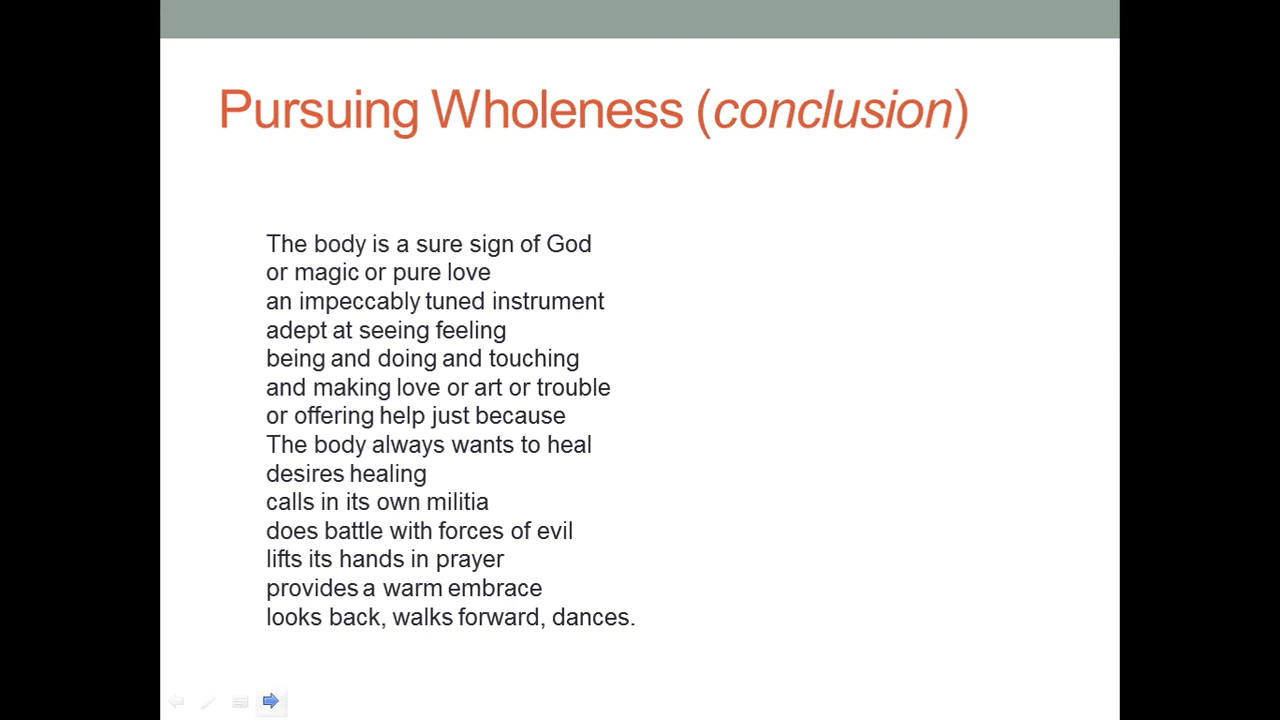 Pursuing Wholeness (conclusion)
The body is a sure sign of God
or magic or pure love
an impeccably tuned instrument
adept at seeing feeling
being and doing and touching
and making love or art or trouble
or offering help just because
The body always wants to heal
desires healing
calls in its own militia
does battle with forces of evil
lifts its hands in prayer
provides a warm embrace
looks back, walks forward, dances.